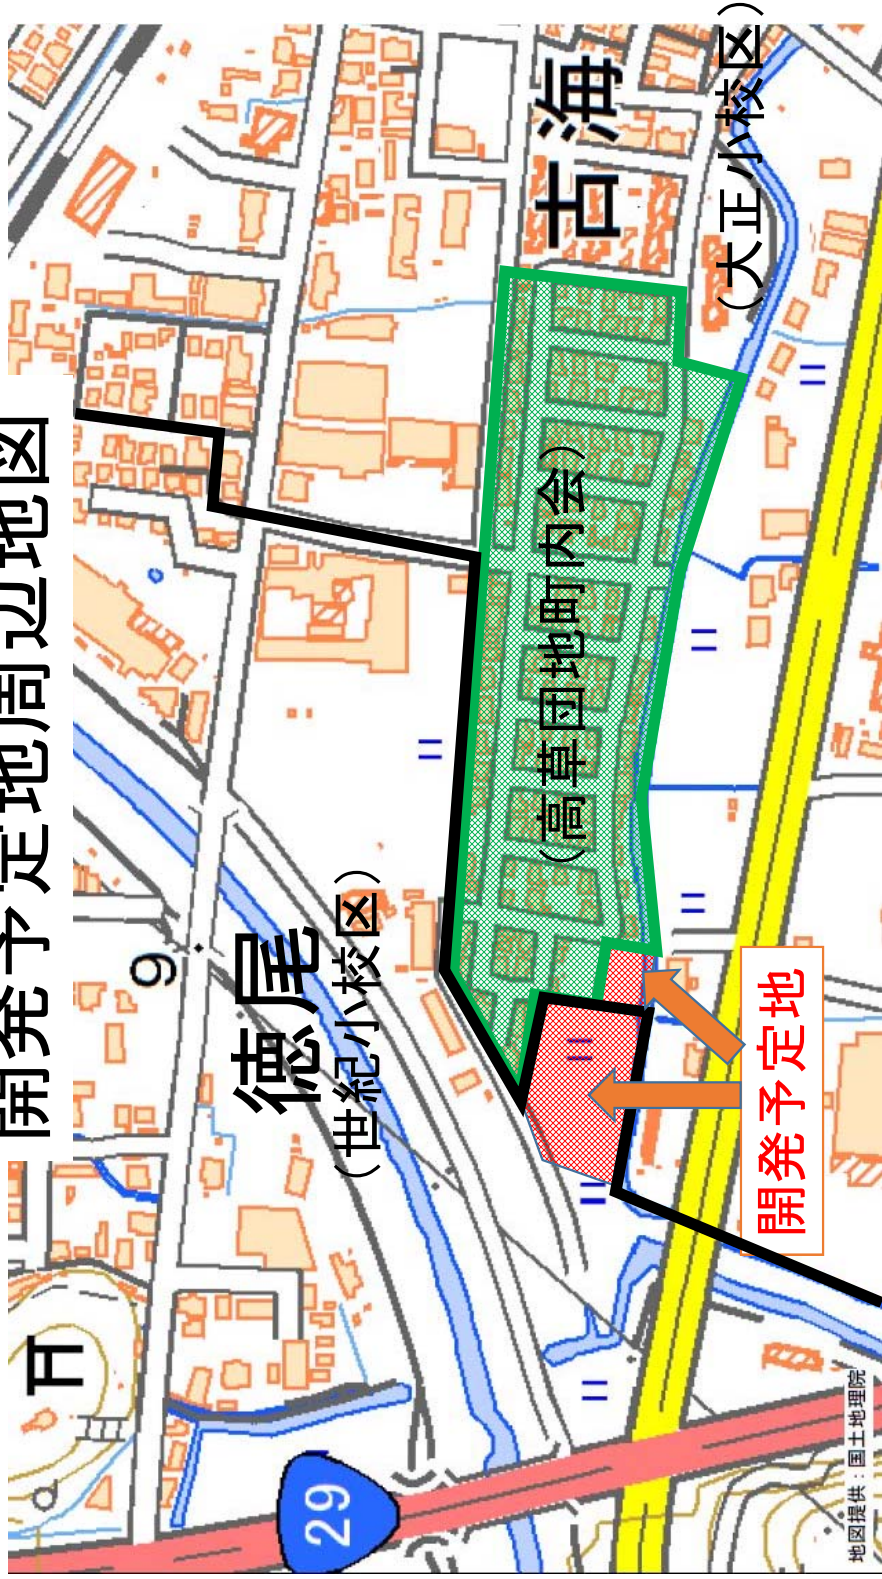 開発予定地周辺地図
古海
（大正小校区）
（高草団地町内会）
9
徳尾
（世紀小校区）
開発予定地
29
地図提供：国土地理院